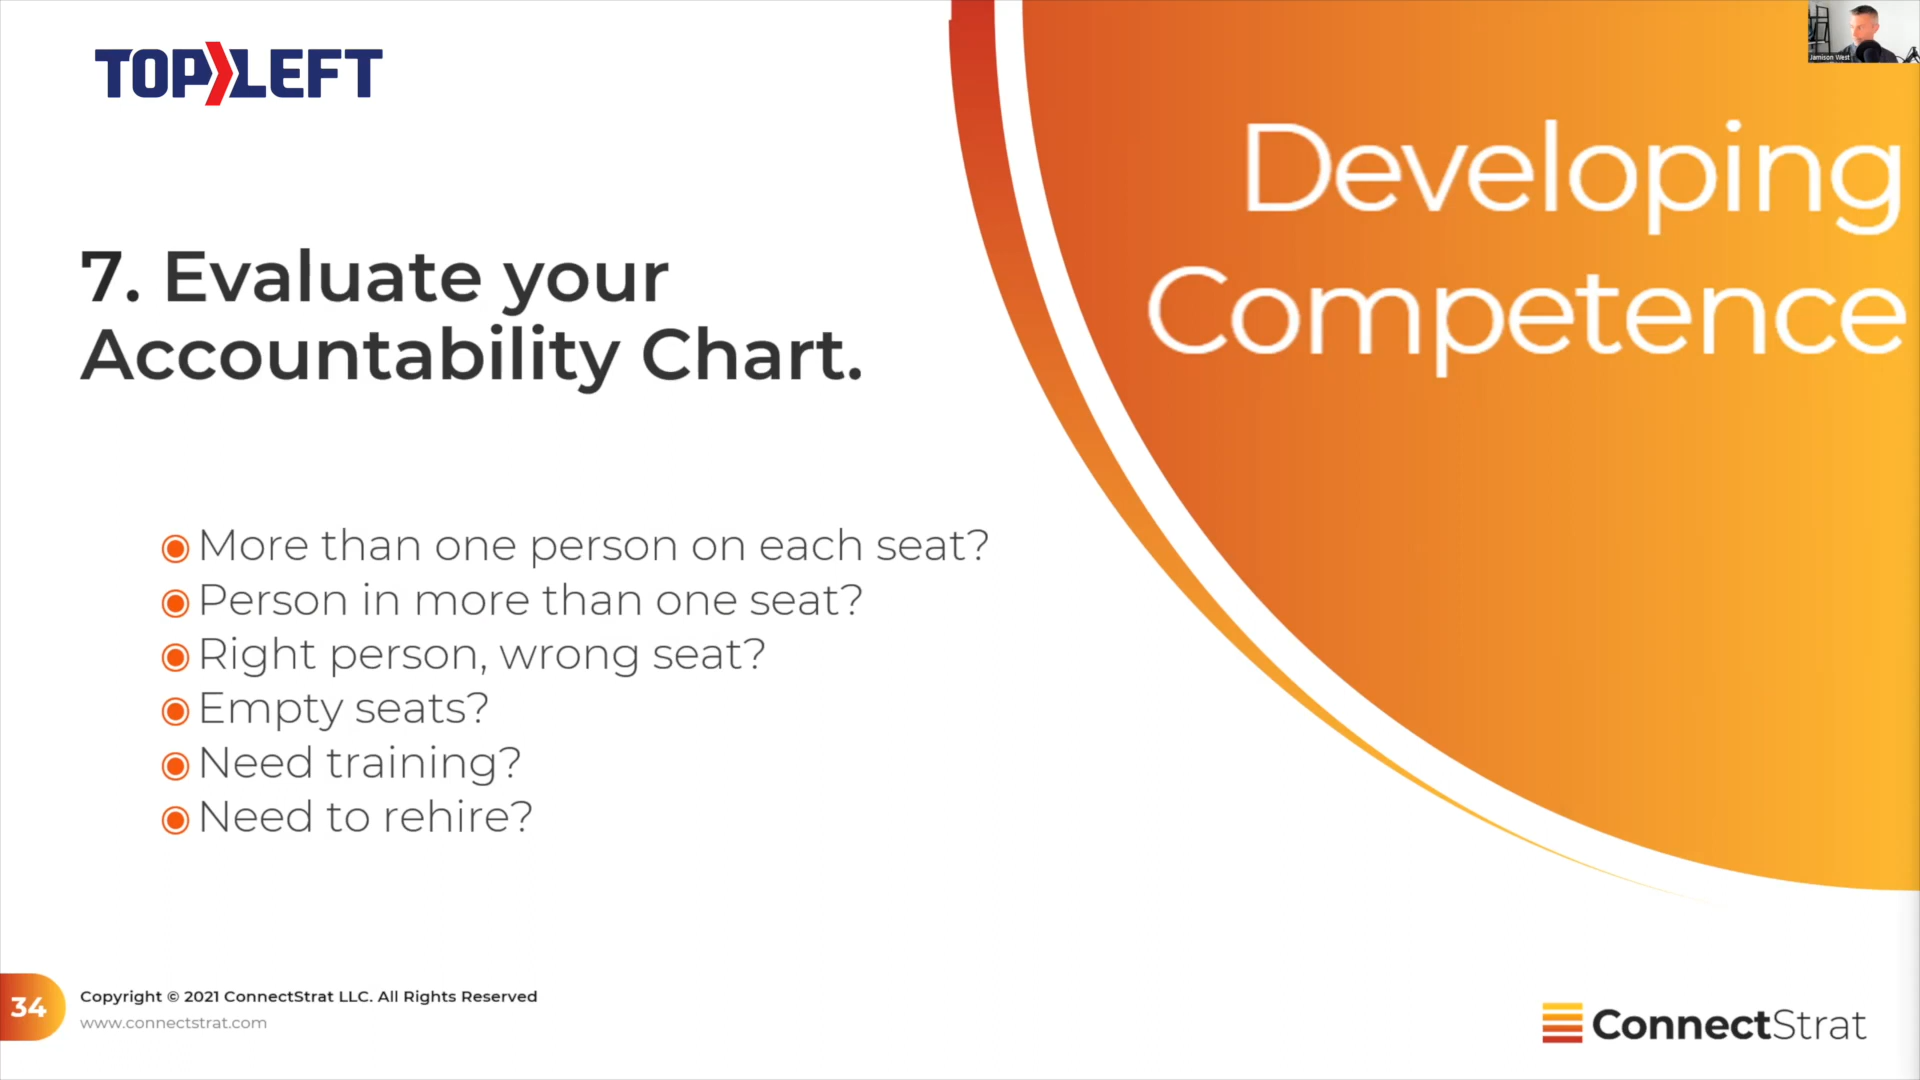 TOP LEFT
Jamison West
Developing
Competence
7. Evaluate your
Accountability Chart.
More than one person on each seat?
Person in more than one seat?
Right person, wrong seat?
Empty seats?
Need training?
Need to rehire?
34
Copyright © 2021 ConnectStrat LLC. All Rights Reserved
www.connectstrat.com
ConnectStrat